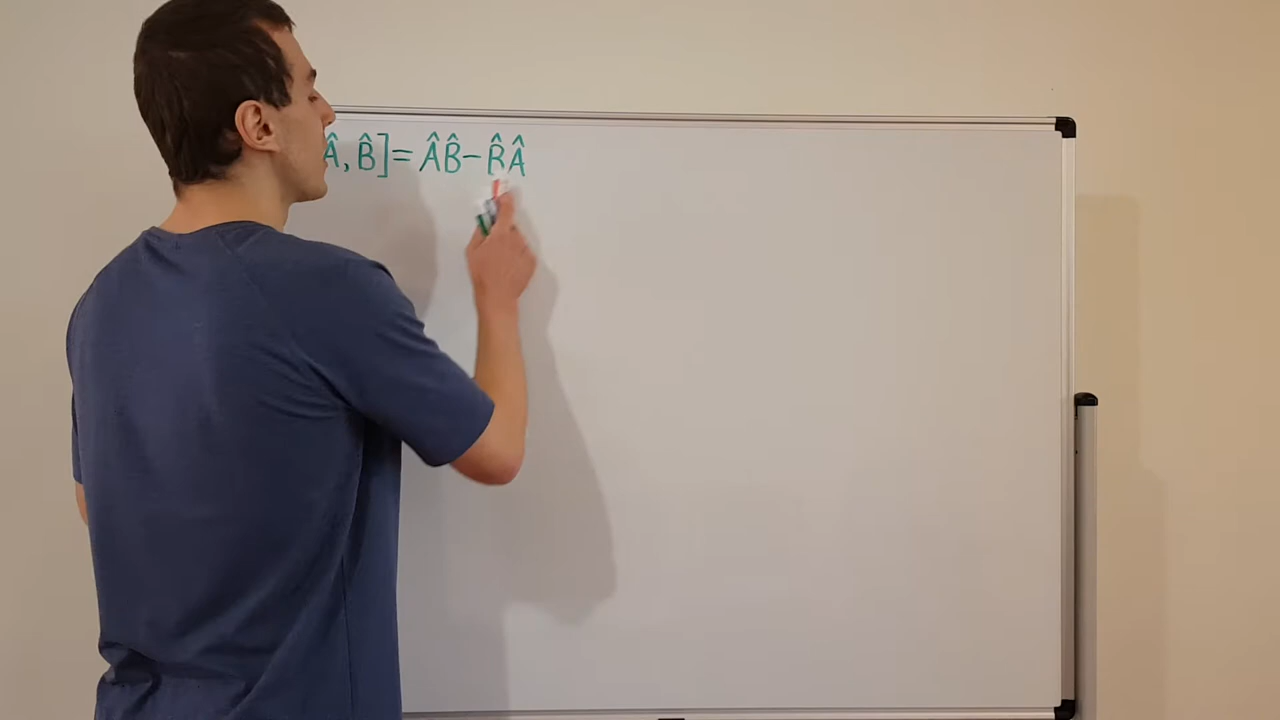 Â, B̂] = ÂB̂ − B̂Â